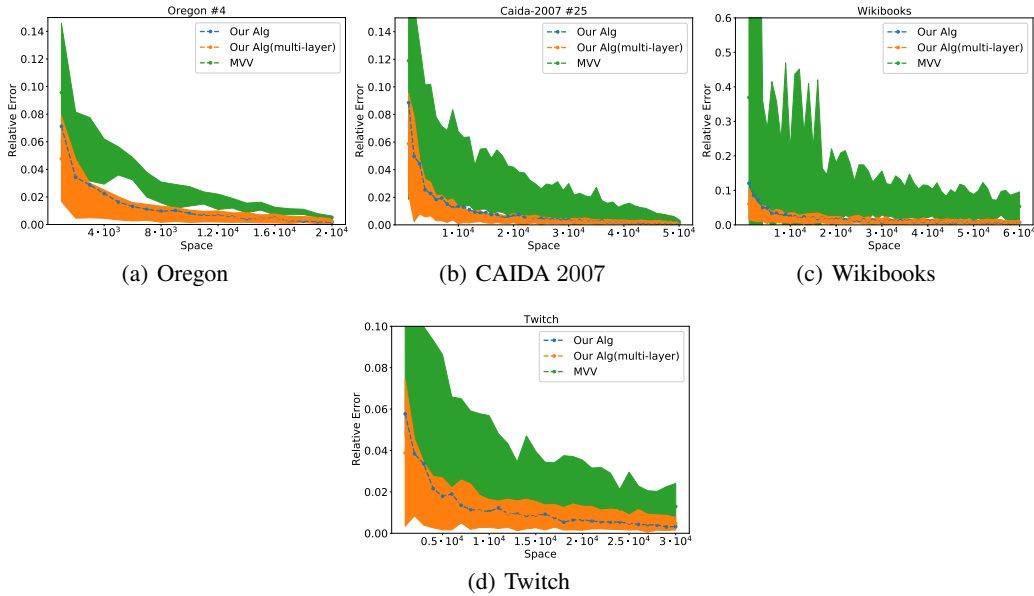 Oregon #4
0.14
0.12
0.10
0.08
0.06
0.04
0.02
0.00
Relative Error
Our Alg
Our Alg(multi-layer)
MVV
4•10³
8•10³
1.2•10⁴
1.6•10⁴
2•10⁴
Space
(a) Oregon
Caida-2007 #25
0.14
0.12
0.10
0.08
0.06
0.04
0.02
0.00
Relative Error
Our Alg
Our Alg(multi-layer)
MVV
1•10⁴
2•10⁴
3•10⁴
4•10⁴
5•10⁴
Space
(b) CAIDA 2007
Wikibooks
0.6
0.5
0.4
0.3
0.2
0.1
0.0
Relative Error
Our Alg
Our Alg(multi-layer)
MVV
1•10⁴
2•10⁴
3•10⁴
4•10⁴
5•10⁴
6•10⁴
Space
(c) Wikibooks
Twitch
0.10
0.08
0.06
0.04
0.02
0.00
Relative Error
Our Alg
Our Alg(multi-layer)
MVV
0.5•10⁴
1•10⁴
1.5•10⁴
2•10⁴
2.5•10⁴
3•10⁴
Space
(d) Twitch